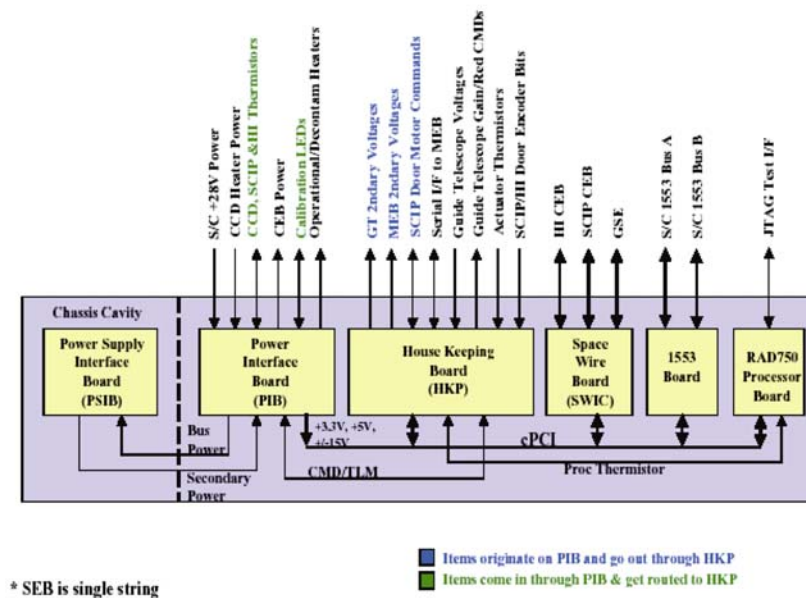 S/C +28V Power
CCD Heater Power
CCD, SCIP &HI Thermistors
CEB Power
Calibration LEDs
Operational/Decontam Heaters
GT 2ndary Voltages
MEB 2ndary Voltages
SCIP Door Motor Commands
Serial I/F to MEB
Guide Telescope Voltages
Guide Telescope Gain/Red CMDs
Actuator Thermistors
SCIP/HI Door Encoder Bits
HI CEB
SCIP CEB
GSE
S/C 1553 Bus A
S/C 1553 Bus B
JTAG Test I/F
Chassis Cavity
Power Supply
Interface
Board
(PSIB)
Power
Interface
Board (PIB)
House Keeping
Board
(HKP)
Space
Wire
Board
(SWIC)
1553
Board
RAD750
Processor
Board
Bus
Power
+3.3V, +5V,
+/-15V
cPCI
Secondary
Power
CMD/TLM
Proc Thermistor
Items originate on PIB and go out through HKP
Items come in through PIB & get routed to HKP
* SEB is single string